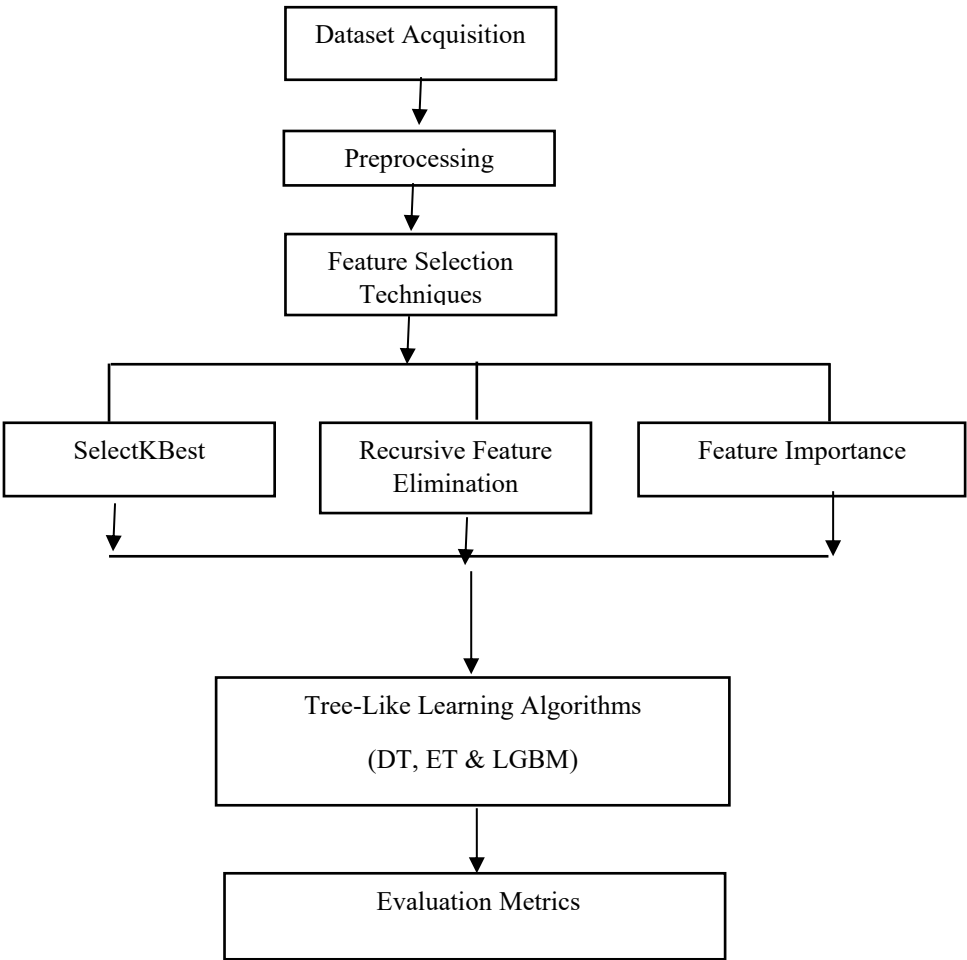 Dataset Acquisition
Preprocessing
Feature Selection
Techniques
SelectKBest
Recursive Feature
Elimination
Feature Importance
Tree-Like Learning Algorithms
(DT, ET & LGBM)
Evaluation Metrics